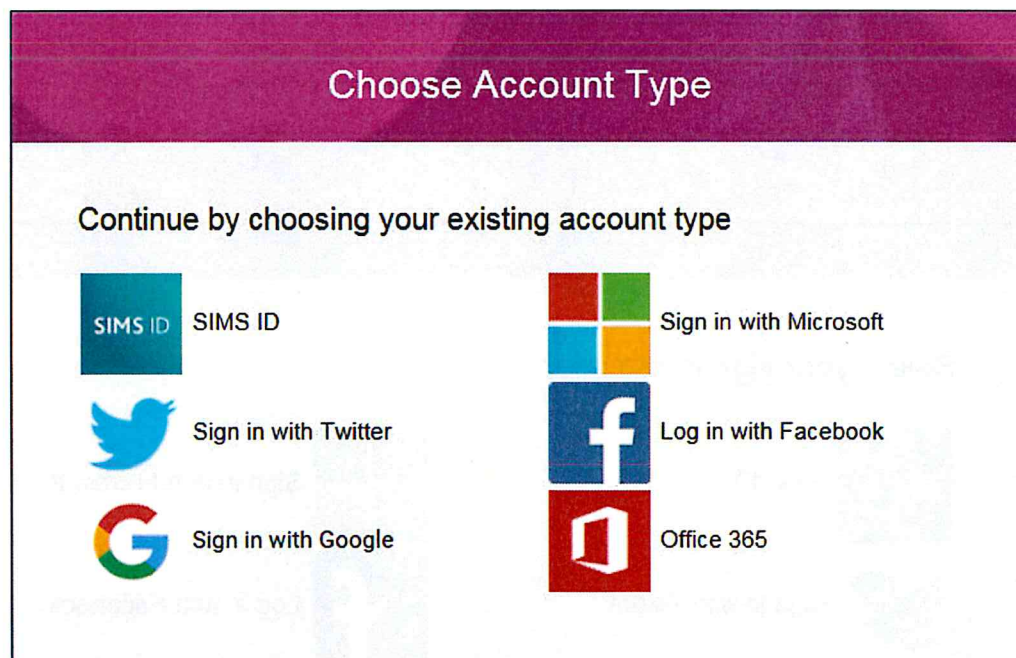 Choose Account Type
Continue by choosing your existing account type
SIMS ID SIMS ID
Sign in with Microsoft
Sign in with Twitter
Log in with Facebook
Sign in with Google
Office 365